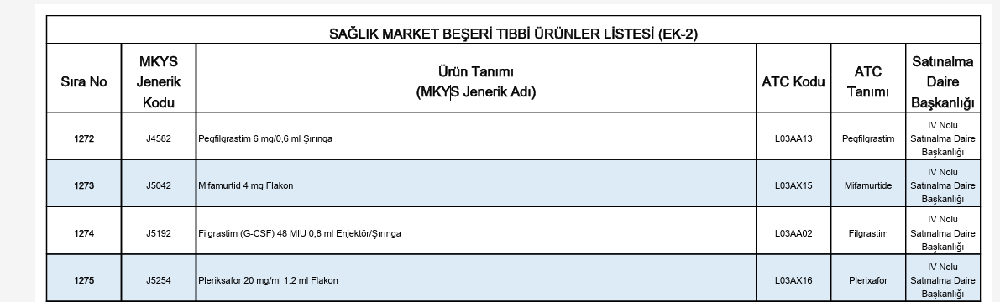 SAĞLIK MARKET BEŞERİ TIBBİ ÜRÜNLER LİSTESİ (EK-2)
Sıra No
MKYS
Jenerik
Kodu
Ürün Tanımı
(MKYS Jenerik Adı)
ATC Kodu
ATC
Tanımı
Satınalma
Daire
Başkanlığı
1272
J4582
Pegfilgrastim 6 mg/0,6 ml Şırınga
L03AA13
Pegfilgrastim
IV Nolu
Satınalma Daire
Başkanlığı
1273
J5042
Mifamurtid 4 mg Flakon
L03AX15
Mifamurtide
IV Nolu
Satınalma Daire
Başkanlığı
1274
J5192
Filgrastim (G-CSF) 48 MIU 0,8 ml Enjektör/Şırınga
L03AA02
Filgrastim
IV Nolu
Satınalma Daire
Başkanlığı
1275
J5254
Pleriksafor 20 mg/ml 1.2 ml Flakon
L03AX16
Plerixafor
IV Nolu
Satınalma Daire
Başkanlığı